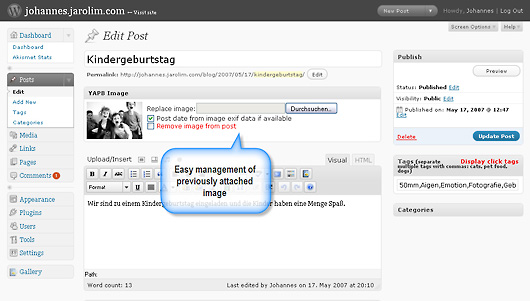 johannes.jarolim.com ← Visit site
New Post
Howdy, Johannes | Log Out
Screen Options
Help
Dashboard
Dashboard
Akismet Stats
Posts
Edit
Add New
Tags
Categories
Media
Links
Pages
Comments
Appearance
Plugins
Users
Tools
Settings
Gallery
Edit Post
Kindergeburtstag
Permalink: http://johannes.jarolim.com/blog/2007/05/17/kindergeburtstag/ Edit
YAPB Image
Replace image: Durchsuchen...
Post date from image exif data if available
Remove image from post
Easy management of
previously attached
image
Upload/Insert
Visual
HTML
B I ABC
Format
U
Wir sind zu einem Kindergeburtstag eingeladen und die Kinder haben eine Menge Spaß.
Path:
Word count: 13
Last edited by Johannes on 17. May 2007 at 20:10
Publish
Preview
Status: Published Edit
Visibility: Public Edit
Published on: May 17, 2007 @ 12:47
Edit
Delete
Update Post
Tags (separate multiple tags with commas: cats, pet food, dogs)
Display click tags
50mm,Aigen,Emotion,Fotografie,Geb
Categories